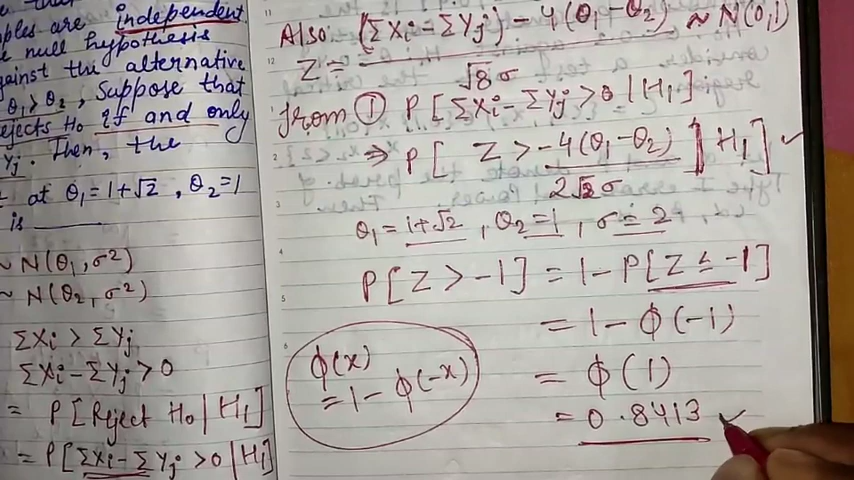 ples are independent
null hypothesis
gainst the alternative
θ₁ > θ₂, Suppose that
ejects H₀ if and only
Yj. Then, the
at θ₁ = 1+√2, θ₂ = 1
is ______
~ N(θ₁, σ²)
~ N(θ₂, σ²)
ΣXi > ΣYj
ΣXi - ΣYj > 0
= P[Reject H₀ | H₁]
= P[ΣXi - ΣYj > 0 | H₁]
Also
Z = (ΣXi - ΣYj) - 4(θ₁ - θ₂) / √8 σ ~ N(0,1)
from ① P[ΣXi - ΣYj > 0 | H₁]
⇒ P[Z > -4(θ₁ - θ₂) / 2√2 σ | H₁] ✓
θ₁ = 1+√2, θ₂ = 1, σ = 2
P[Z > -1] = 1 - P[Z ≤ -1]
= 1 - ϕ(-1)
ϕ(x)
= 1 - ϕ(-x)
= ϕ(1)
= 0.8413 ✓